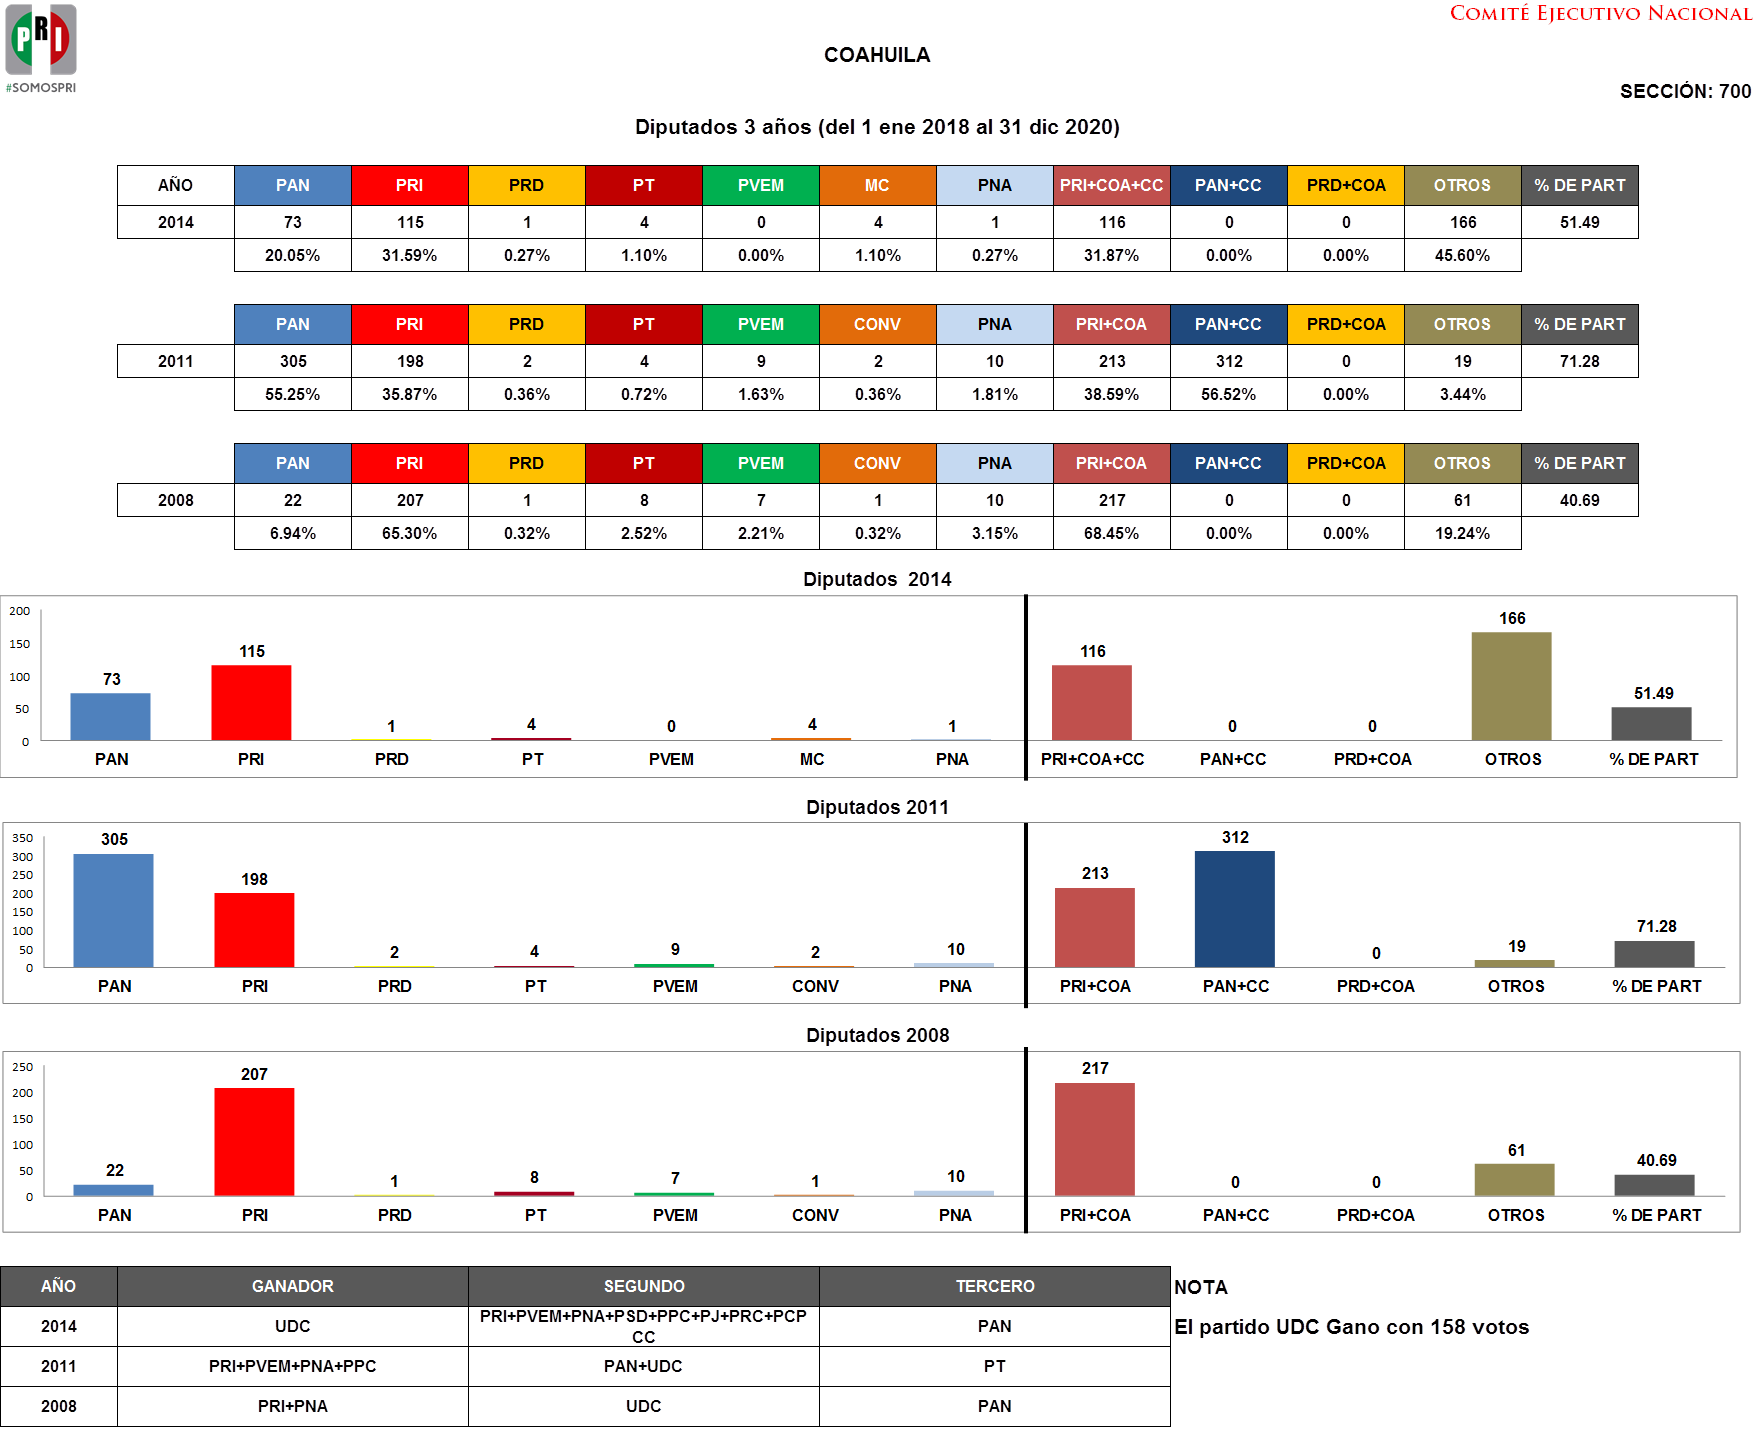 PRI
#SOMOSPRI
COMITÉ EJECUTIVO NACIONAL
COAHUILA
SECCIÓN: 700
Diputados 3 años (del 1 ene 2018 al 31 dic 2020)
AÑO PAN PRI PRD PT PVEM MC PNA PRI+COA+CC PAN+CC PRD+COA OTROS % DE PART
2014 73 115 1 4 0 4 1 116 0 0 166 51.49
20.05% 31.59% 0.27% 1.10% 0.00% 1.10% 0.27% 31.87% 0.00% 0.00% 45.60%
PAN PRI PRD PT PVEM CONV PNA PRI+COA PAN+CC PRD+COA OTROS % DE PART
2011 305 198 2 4 9 2 10 213 312 0 19 71.28
55.25% 35.87% 0.36% 0.72% 1.63% 0.36% 1.81% 38.59% 56.52% 0.00% 3.44%
PAN PRI PRD PT PVEM CONV PNA PRI+COA PAN+CC PRD+COA OTROS % DE PART
2008 22 207 1 8 7 1 10 217 0 0 61 40.69
6.94% 65.30% 0.32% 2.52% 2.21% 0.32% 3.15% 68.45% 0.00% 0.00% 19.24%
Diputados 2014
200
150
100
50
0
73 115 1 4 0 4 1 116 0 0 166 51.49
PAN PRI PRD PT PVEM MC PNA PRI+COA+CC PAN+CC PRD+COA OTROS % DE PART
Diputados 2011
350
300
250
200
150
100
50
0
305 198 2 4 9 2 10 213 312 0 19 71.28
PAN PRI PRD PT PVEM CONV PNA PRI+COA PAN+CC PRD+COA OTROS % DE PART
Diputados 2008
250
200
150
100
50
0
22 207 1 8 7 1 10 217 0 0 61 40.69
PAN PRI PRD PT PVEM CONV PNA PRI+COA PAN+CC PRD+COA OTROS % DE PART
AÑO GANADOR SEGUNDO TERCERO
2014 UDC PRI+PVEM+PNA+PSD+PPC+PJ+PRC+PCP
CC PAN
2011 PRI+PVEM+PNA+PPC PAN+UDC PT
2008 PRI+PNA UDC PAN
NOTA
El partido UDC Gano con 158 votos